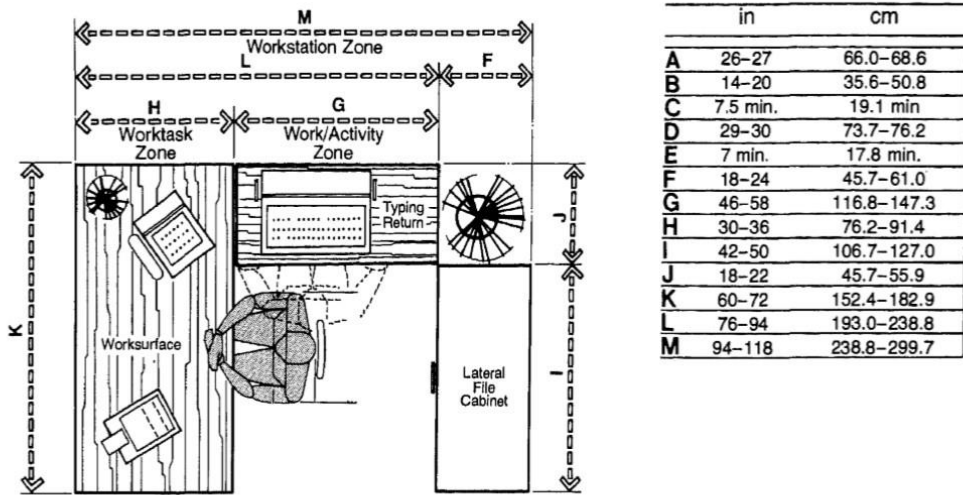 M
Workstation Zone
L
F
H
G
Worktask
Zone
Work/Activity
Zone
Typing
Return
J
K
Worksurface
I
Lateral
File
Cabinet
in cm
A 26–27 66.0–68.6
B 14–20 35.6–50.8
C 7.5 min. 19.1 min
D 29–30 73.7–76.2
E 7 min. 17.8 min.
F 18–24 45.7–61.0
G 46–58 116.8–147.3
H 30–36 76.2–91.4
I 42–50 106.7–127.0
J 18–22 45.7–55.9
K 60–72 152.4–182.9
L 76–94 193.0–238.8
M 94–118 238.8–299.7